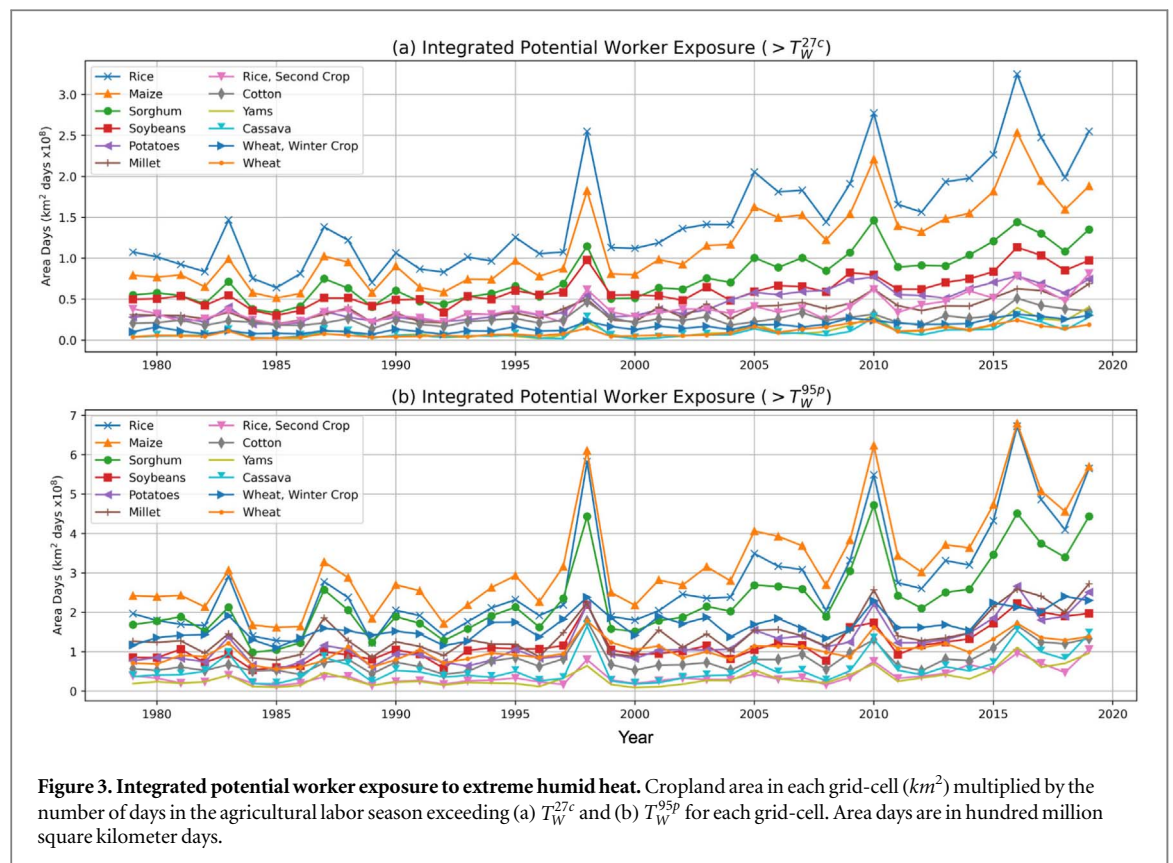 (a) Integrated Potential Worker Exposure ( > T_W^{27c})
Area Days (km² days x10⁸)
3.0
2.5
2.0
1.5
1.0
0.5
0.0
Rice
Maize
Sorghum
Soybeans
Potatoes
Millet
Rice, Second Crop
Cotton
Yams
Cassava
Wheat, Winter Crop
Wheat
1980 1985 1990 1995 2000 2005 2010 2015 2020
(b) Integrated Potential Worker Exposure ( > T_W^{95p})
Area Days (km² days x10⁸)
7
6
5
4
3
2
1
0
Rice
Maize
Sorghum
Soybeans
Potatoes
Millet
Rice, Second Crop
Cotton
Yams
Cassava
Wheat, Winter Crop
Wheat
1980 1985 1990 1995 2000 2005 2010 2015 2020
Year
Figure 3. Integrated potential worker exposure to extreme humid heat. Cropland area in each grid-cell (km²) multiplied by the
number of days in the agricultural labor season exceeding (a) T_W^{27c} and (b) T_W^{95p} for each grid-cell. Area days are in hundred million
square kilometer days.